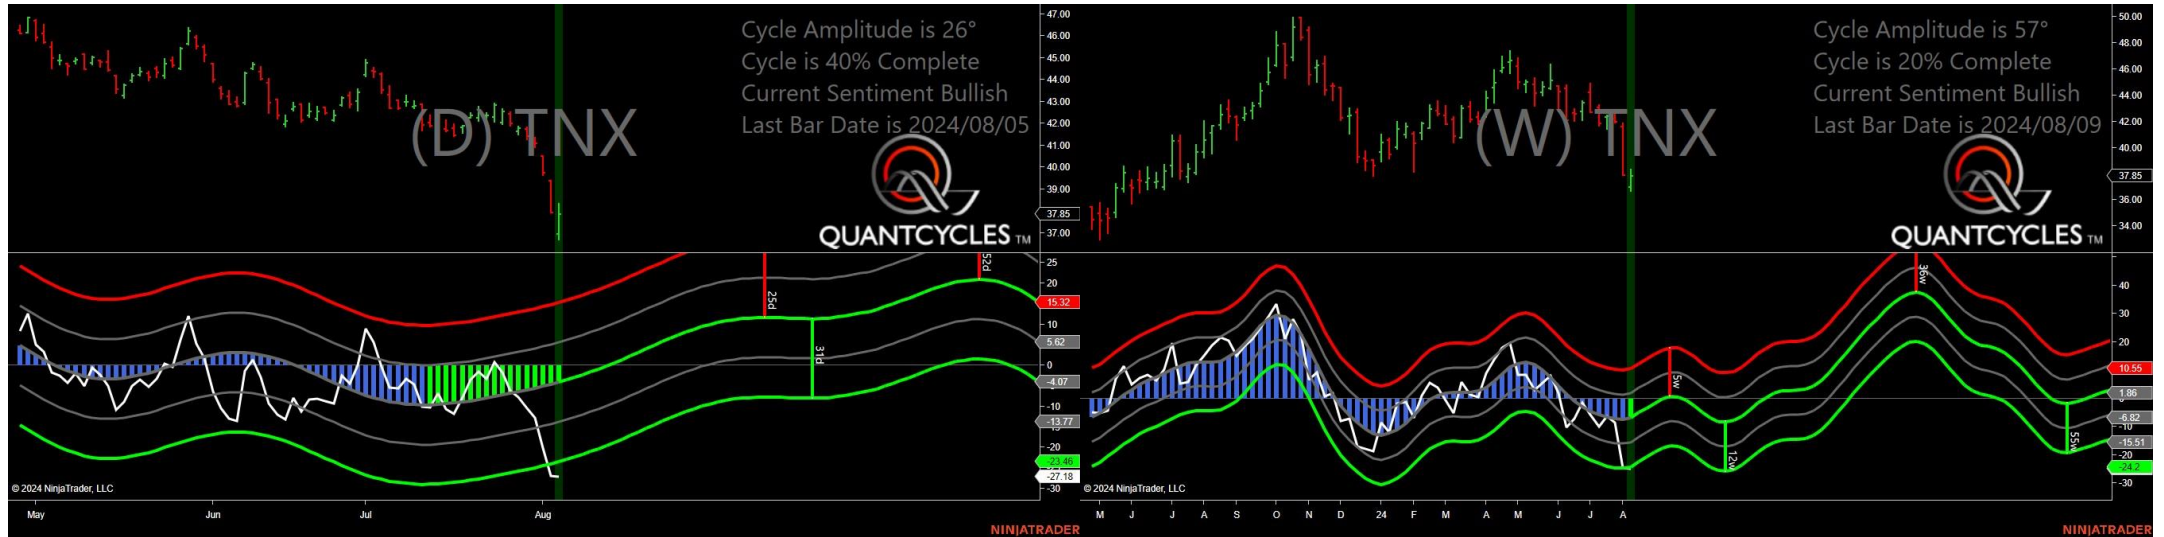 Cycle Amplitude is 26°
Cycle is 40% Complete
Current Sentiment Bullish
Last Bar Date is 2024/08/05
(D) TNX
QUANTCYCLES TM
47.00
46.00
45.00
44.00
43.00
42.00
41.00
40.00
39.00
37.85
37.00
25
20
15.32
10
5.62
0
-4.07
-10
-13.77
-20
-23.46
-27.18
-30
25d
31d
52d
© 2024 NinjaTrader, LLC
May Jun Jul Aug
NINJATRADER
Cycle Amplitude is 57°
Cycle is 20% Complete
Current Sentiment Bullish
Last Bar Date is 2024/08/09
(W) TNX
QUANTCYCLES TM
50.00
48.00
46.00
44.00
42.00
40.00
37.85
36.00
34.00
40
30
20
10.55
1.86
-6.82
-10
-15.51
-20
-24.2
-30
5w
12w
36w
55w
© 2024 NinjaTrader, LLC
M J J A S O N D 24 F M A M J J A
NINJATRADER